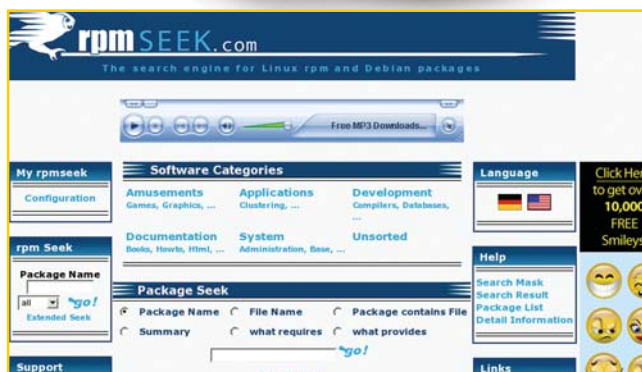 rpm SEEK.com
The search engine for Linux rpm and Debian packages
Free MP3 Downloads...
My rpmseek
Configuration
rpm Seek
Package Name
all
go!
Extended Seek
Support
Software Categories
Amusements
Games, Graphics, ...
Applications
Clustering, ...
Development
Compilers, Databases,
...
Documentation
Books, Howto, Html, ...
System
Administration, Base, ...
Unsorted
Package Seek
Package Name
File Name
Package contains File
Summary
what requires
what provides
go!
Language
Help
Search Mask
Search Result
Package List
Detail Information
Links
Click Her
to get ov
10,000
FREE
Smileys